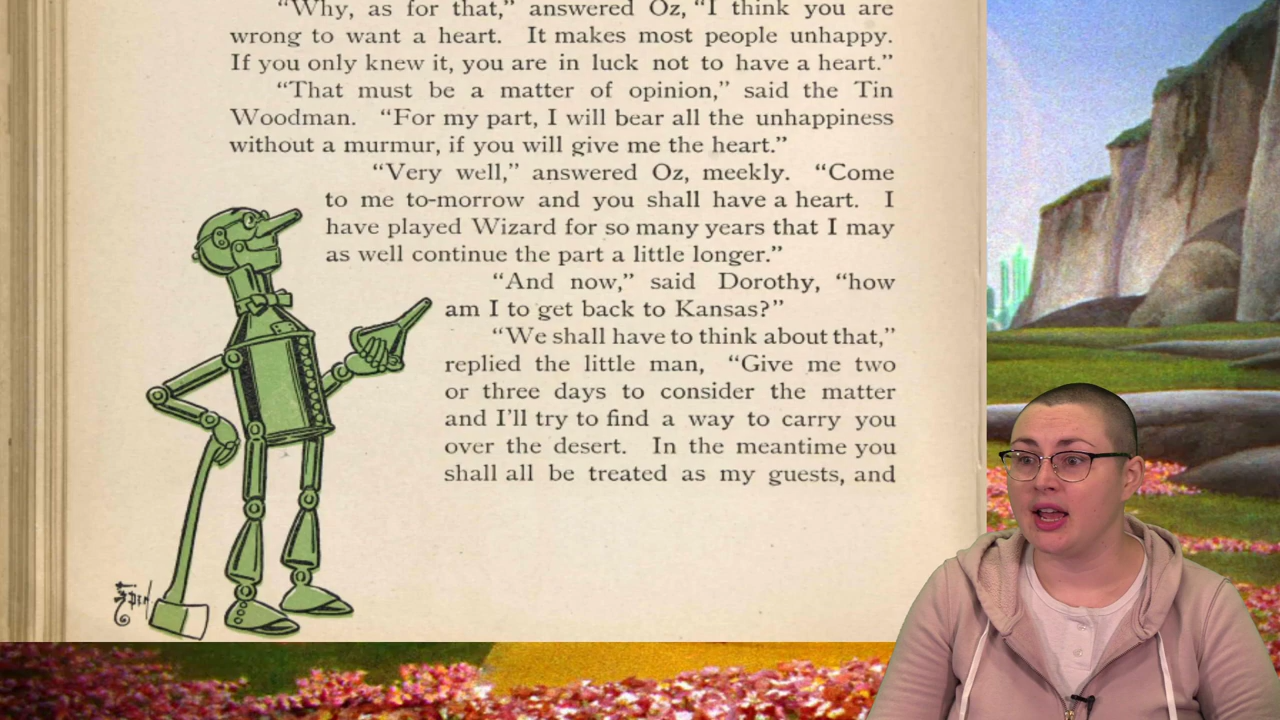 “Why, as for that,” answered Oz, “I think you are
wrong to want a heart. It makes most people unhappy.
If you only knew it, you are in luck not to have a heart.”
“That must be a matter of opinion,” said the Tin
Woodman. “For my part, I will bear all the unhappiness
without a murmur, if you will give me the heart.”
“Very well,” answered Oz, meekly. “Come
to me to-morrow and you shall have a heart. I
have played Wizard for so many years that I may
as well continue the part a little longer.”
“And now,” said Dorothy, “how
am I to get back to Kansas?”
“We shall have to think about that,”
replied the little man, “Give me two
or three days to consider the matter
and I’ll try to find a way to carry you
over the desert. In the meantime you
shall all be treated as my guests, and